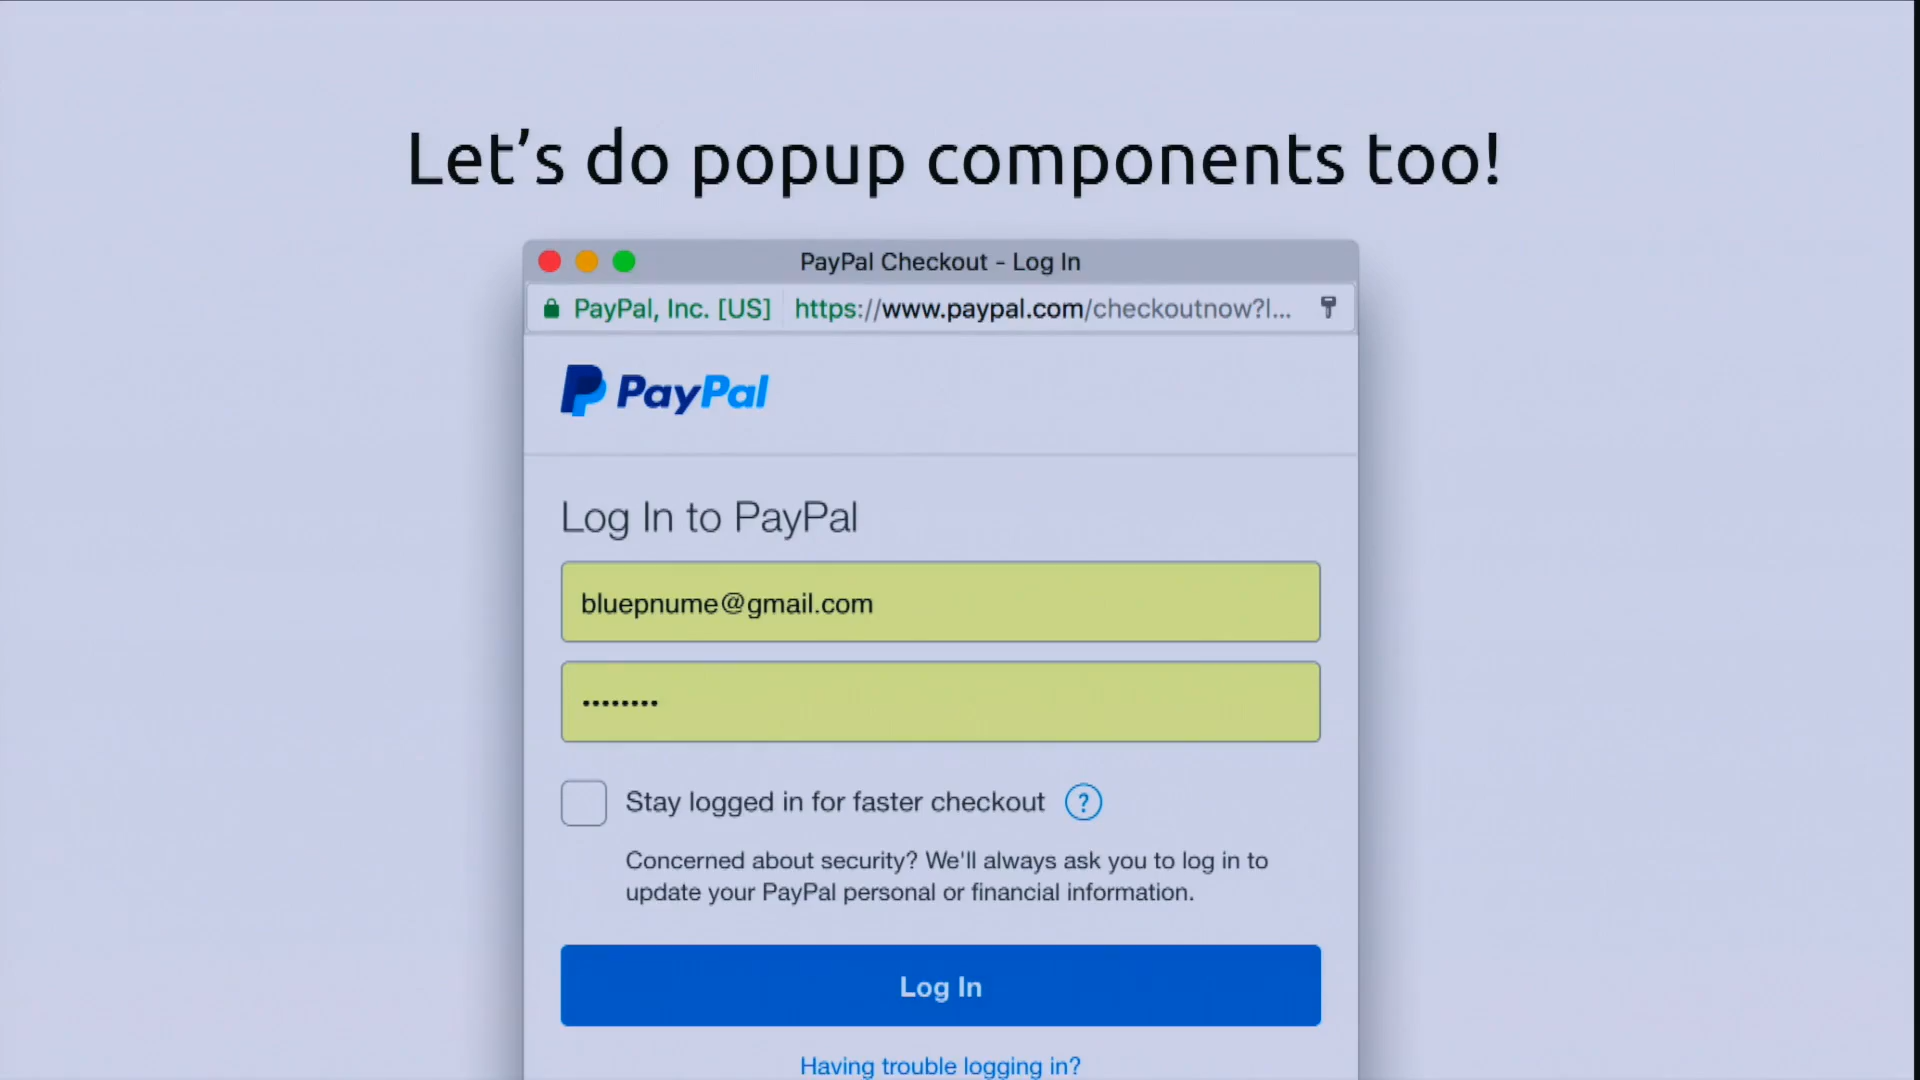 Let's do popup components too!
PayPal Checkout - Log In
PayPal, Inc. [US] https://www.paypal.com/checkoutnow?l...
PayPal
Log In to PayPal
bluepnume@gmail.com
••••••••
Stay logged in for faster checkout ?
Concerned about security? We'll always ask you to log in to
update your PayPal personal or financial information.
Log In
Having trouble logging in?